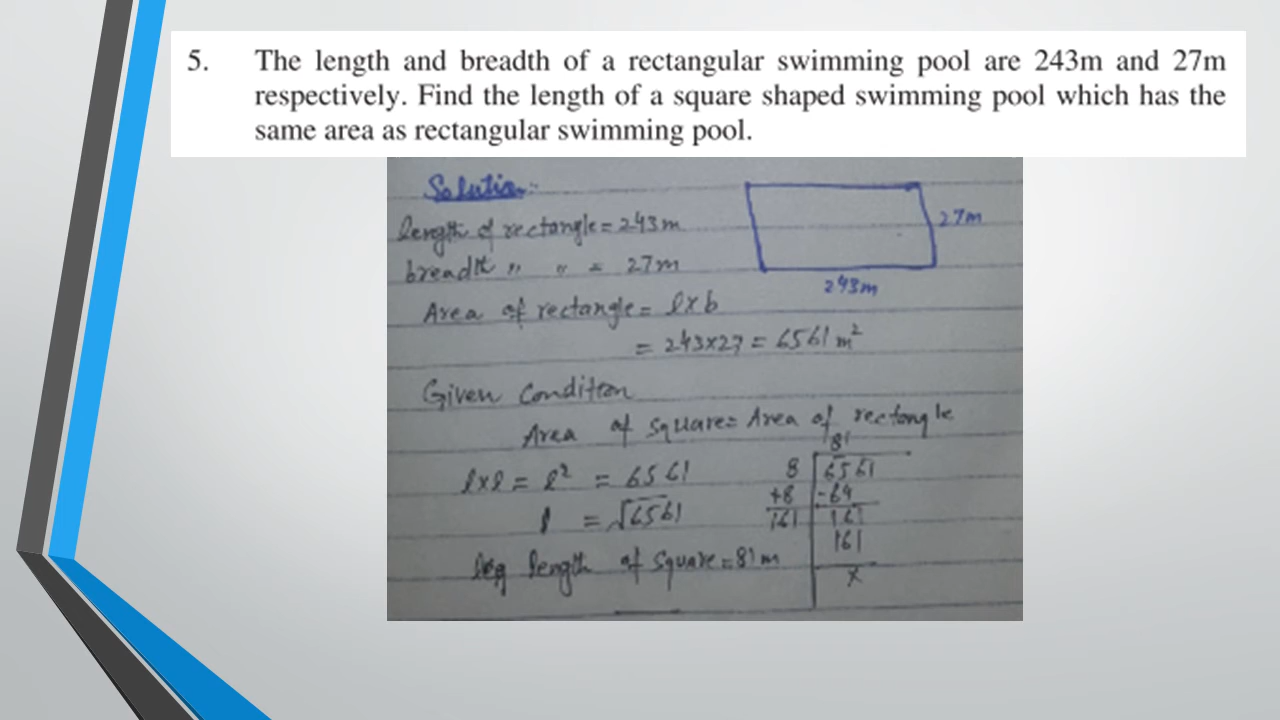 5. The length and breadth of a rectangular swimming pool are 243m and 27m
respectively. Find the length of a square shaped swimming pool which has the
same area as rectangular swimming pool.
Solution:-
length of rectangle = 243m
breadth " " = 27m
27m
243m
Area of rectangle = l×b
= 243×27 = 6561 m²
Given Condition
Area of square = Area of rectangle
l×l = l² = 6561
l = √6561
length of square = 81m
81
8 6561
+8 -64
161 161
161
×